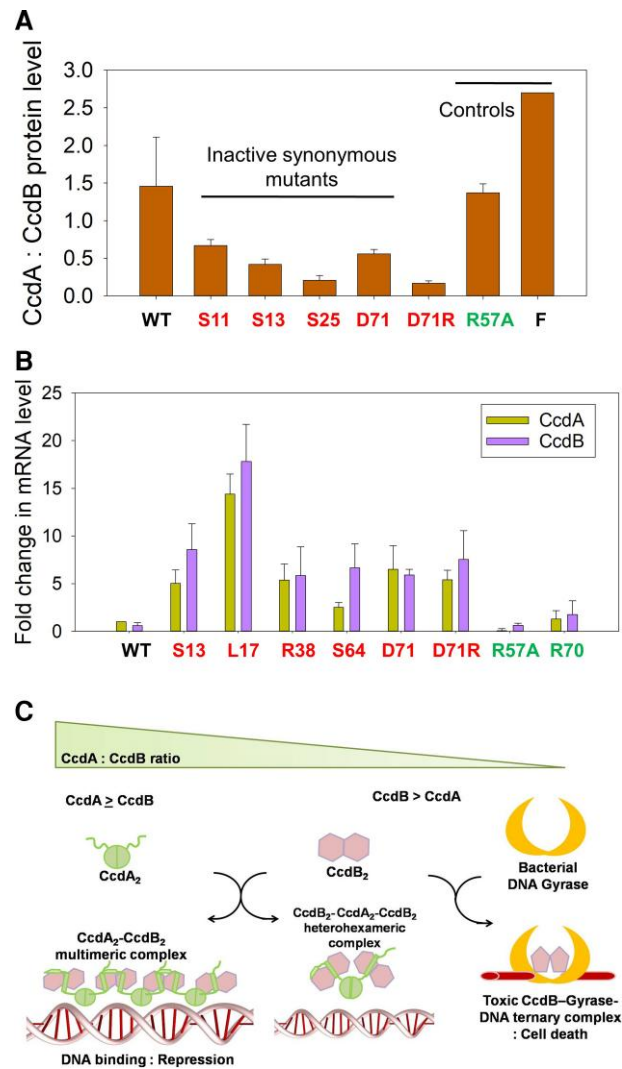 A
CcdA : CcdB protein level
3.0
2.5
2.0
1.5
1.0
0.5
0.0
Inactive synonymous
mutants
Controls
WT S11 S13 S25 D71 D71R R57A F
B
Fold change in mRNA level
25
20
15
10
5
0
CcdA
CcdB
WT S13 L17 R38 S64 D71 D71R R57A R70
C
CcdA : CcdB ratio
CcdA ≥ CcdB
CcdB > CcdA
CcdA2
CcdB2
Bacterial
DNA Gyrase
CcdA2-CcdB2
multimeric complex
CcdB2-CcdA2-CcdB2
heterohexameric
complex
DNA binding : Repression
Toxic CcdB–Gyrase-
DNA ternary complex
: Cell death